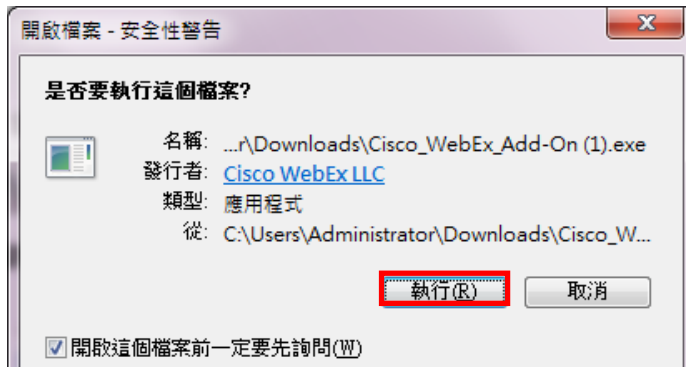 開啟檔案 - 安全性警告
是否要執行這個檔案?
名稱: ...r\Downloads\Cisco_WebEx_Add-On (1).exe
發行者: Cisco WebEx LLC
類型: 應用程式
從: C:\Users\Administrator\Downloads\Cisco_W...
執行(R) 取消
開啟這個檔案前一定要先詢問(W)